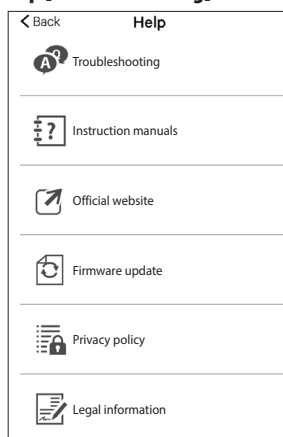 Back Help
Troubleshooting
Instruction manuals
Official website
Firmware update
Privacy policy
Legal information